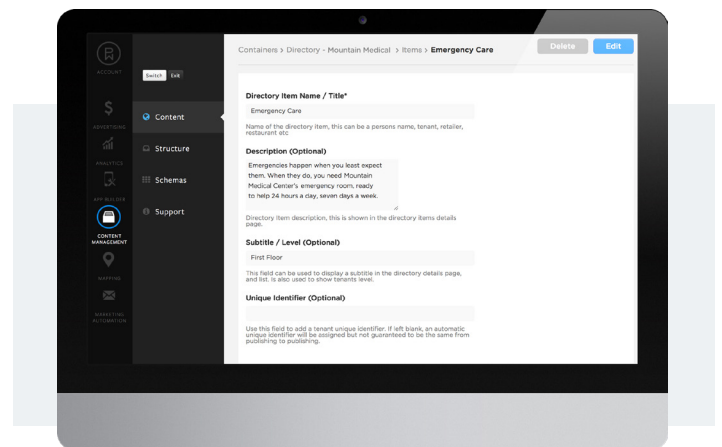 Containers > Directory - Mountain Medical > Items > Emergency Care
Delete
Edit
ACCOUNT
Switch
Exit
ADVERTISING
ANALYTICS
APP BUILDER
CONTENT
MANAGEMENT
MAPPING
MARKETING
AUTOMATION
Content
Structure
Schemas
Support
Directory Item Name / Title*
Emergency Care
Name of the directory item, this can be a persons name, tenant, retailer,
restaurant etc
Description (Optional)
Emergencies happen when you least expect
them. When they do, you need Mountain
Medical Center's emergency room, ready
to help 24 hours a day, seven days a week.
Directory item description, this is shown in the directory items details
page.
Subtitle / Level (Optional)
First Floor
This field can be used to display a subtitle in the directory details page,
and list. Is also used to show tenants level.
Unique Identifier (Optional)
Use this field to add a tenant unique identifier. If left blank, an automatic
unique identifier will be assigned but not guaranteed to be the same from
publishing to publishing.